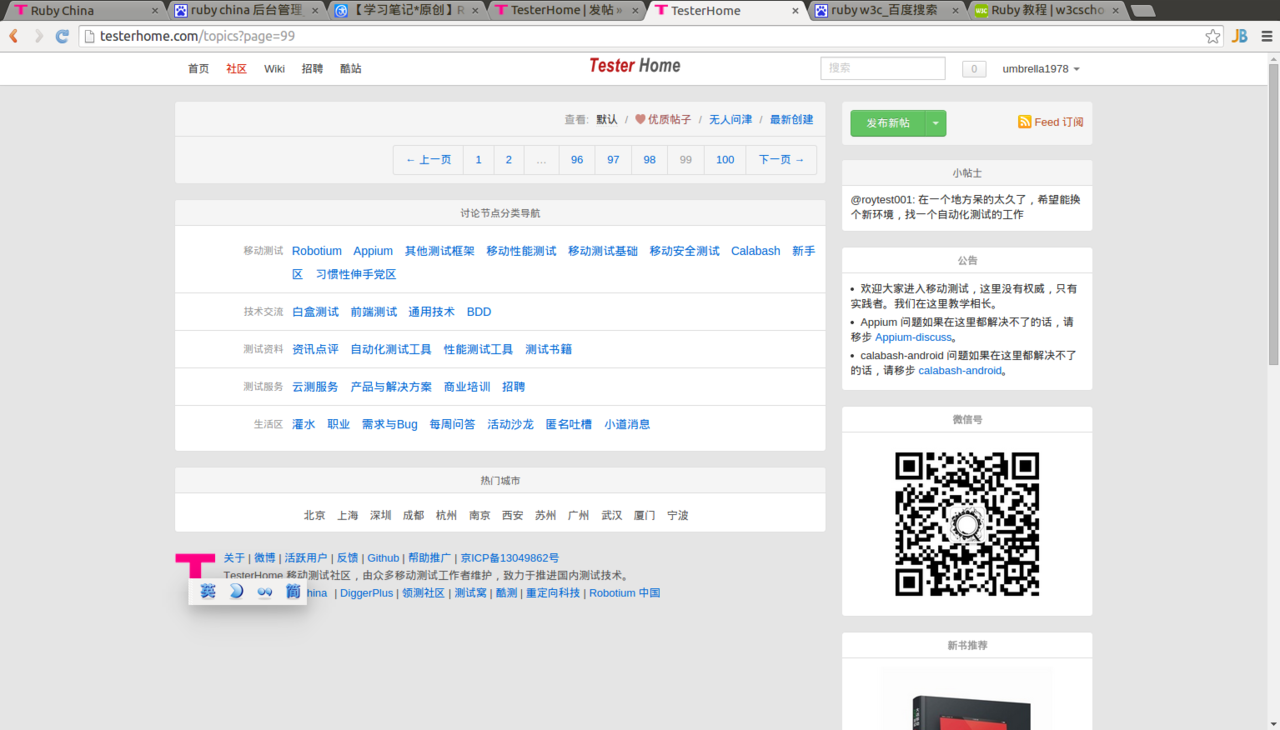 Ruby China
ruby china 后台管理_
【学习笔记*原创】R
TesterHome | 发帖 »
TesterHome
ruby w3c_百度搜索
Ruby 教程 | w3cscho
testerhome.com/topics?page=99
首页 社区 Wiki 招聘 酷站
Tester Home
搜索
0
umbrella1978
查看: 默认 / 优质帖子 / 无人问津 / 最新创建
← 上一页 1 2 … 96 97 98 99 100 下一页 →
讨论节点分类导航
移动测试 Robotium Appium 其他测试框架 移动性能测试 移动测试基础 移动安全测试 Calabash 新手
区 习惯性伸手党区
技术交流 白盒测试 前端测试 通用技术 BDD
测试资料 资讯点评 自动化测试工具 性能测试工具 测试书籍
测试服务 云测服务 产品与解决方案 商业培训 招聘
生活区 灌水 职业 需求与Bug 每周问答 活动沙龙 匿名吐槽 小道消息
热门城市
北京 上海 深圳 成都 杭州 南京 西安 苏州 广州 武汉 厦门 宁波
关于 | 微博 | 活跃用户 | 反馈 | Github | 帮助推广 | 京ICP备13049862号
TesterHome 移动测试社区，由众多移动测试工作者维护，致力于推进国内测试技术。
hina | DiggerPlus | 领测社区 | 测试窝 | 酷测 | 重定向科技 | Robotium 中国
英 简
发布新帖
Feed 订阅
小帖士
@roytest001: 在一个地方呆的太久了，希望能换
个新环境，找一个自动化测试的工作
公告
• 欢迎大家进入移动测试，这里没有权威，只有
实践者。我们在这里教学相长。
• Appium 问题如果在这里都解决不了的话，请
移步 Appium-discuss。
• calabash-android 问题如果在这里都解决不了
的话，请移步 calabash-android。
微信号
新书推荐